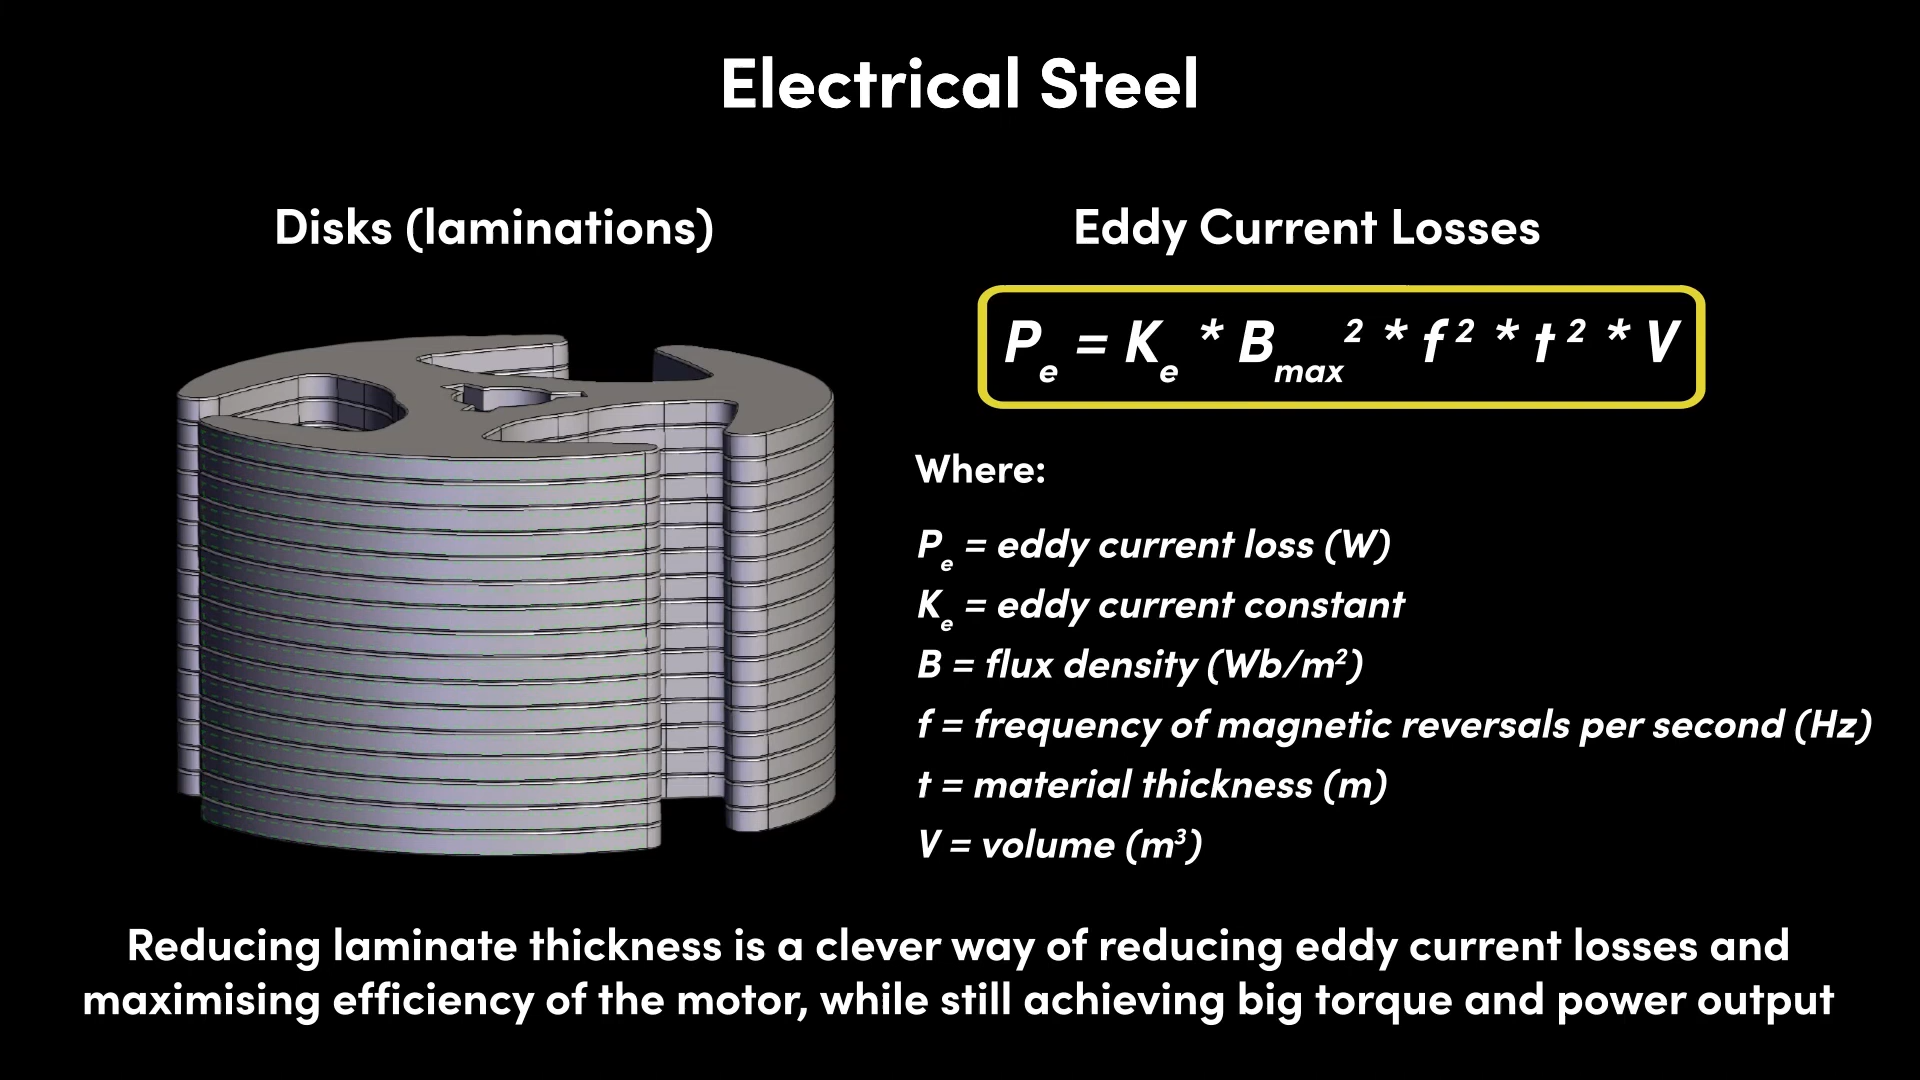 Electrical Steel
Disks (laminations)
Eddy Current Losses
Pₑ = Kₑ * Bmax² * f² * t² * V
Where:
Pₑ = eddy current loss (W)
Kₑ = eddy current constant
B = flux density (Wb/m²)
f = frequency of magnetic reversals per second (Hz)
t = material thickness (m)
V = volume (m³)
Reducing laminate thickness is a clever way of reducing eddy current losses and
maximising efficiency of the motor, while still achieving big torque and power output